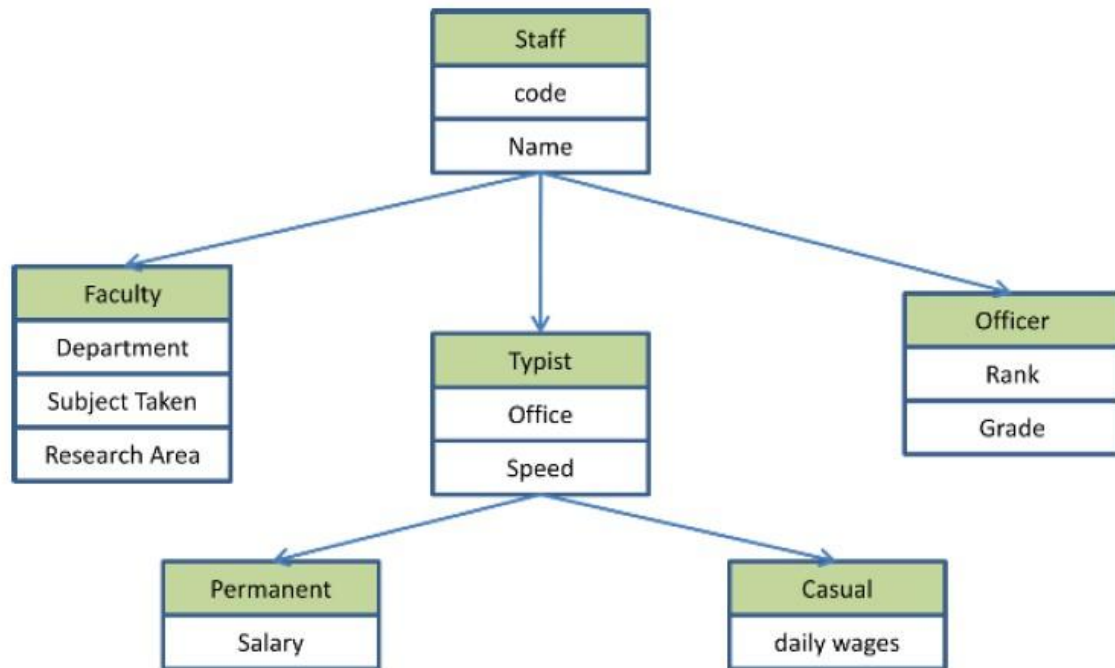 Staff
code
Name
Faculty
Department
Subject Taken
Research Area
Typist
Office
Speed
Officer
Rank
Grade
Permanent
Salary
Casual
daily wages